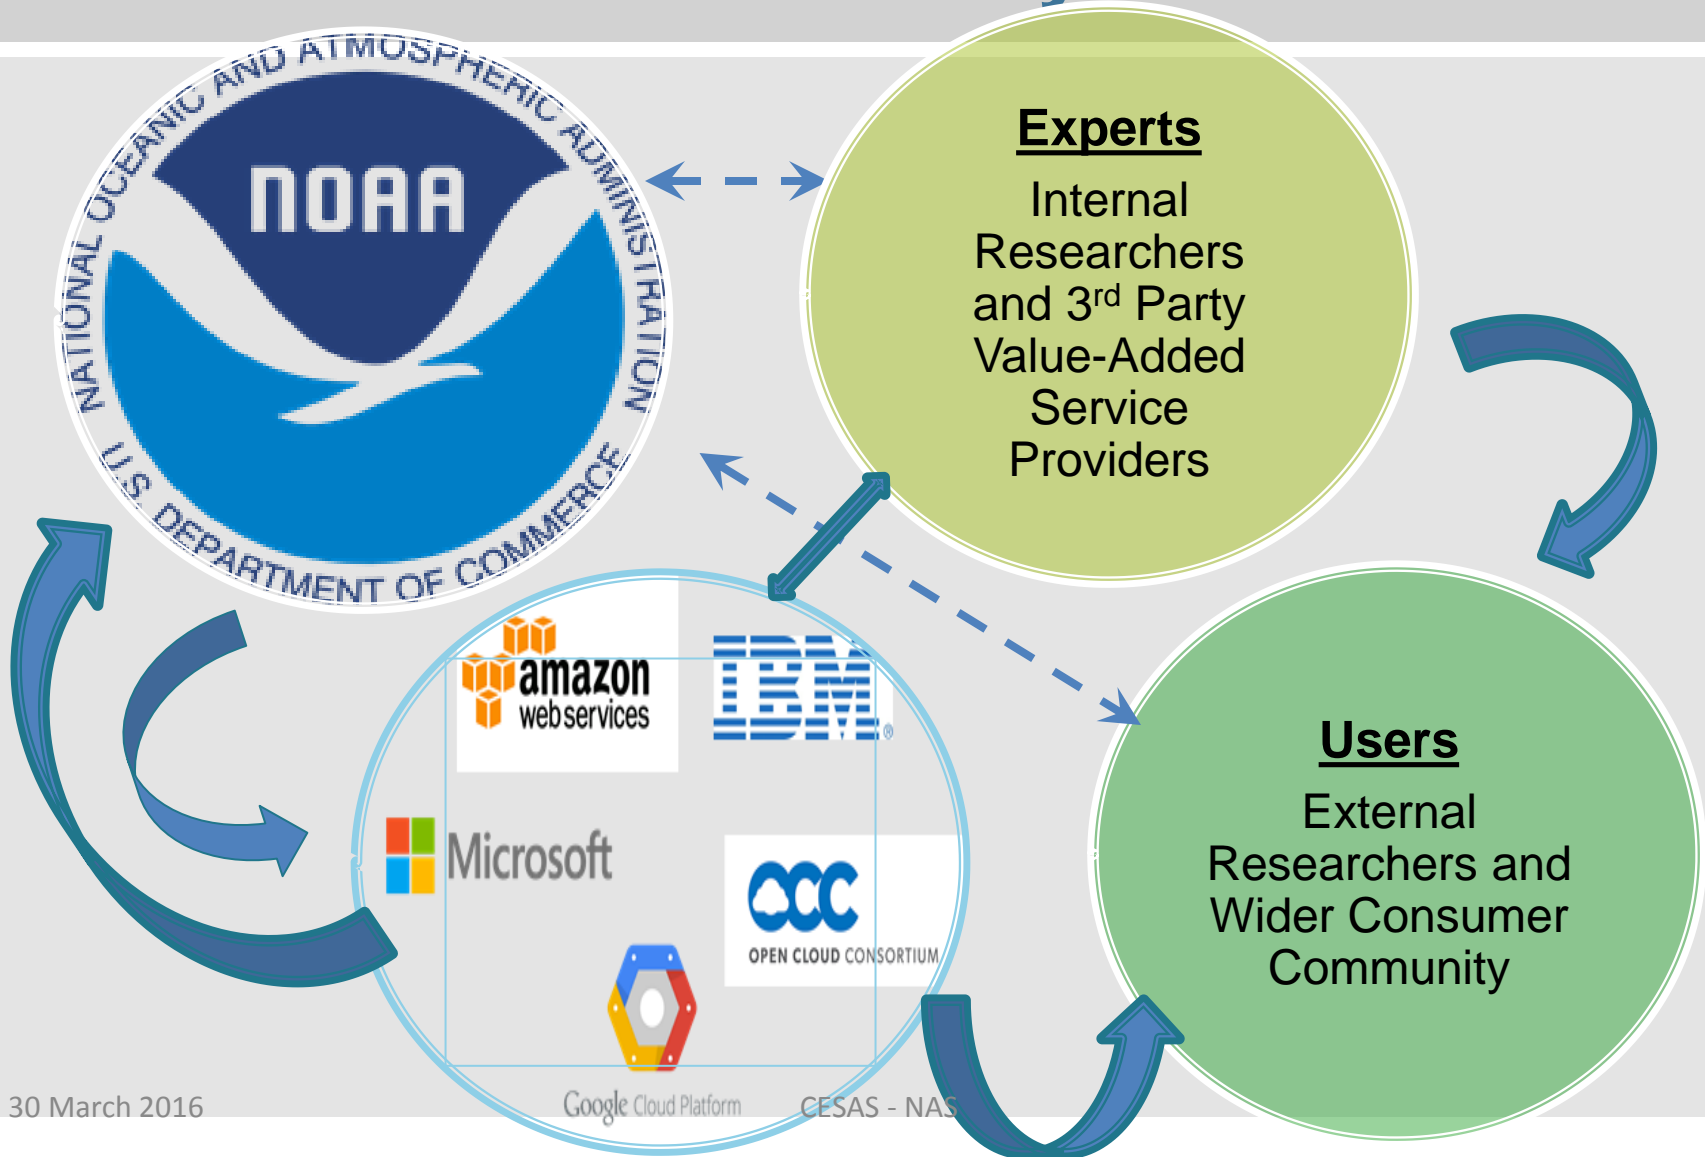 NATIONAL OCEANIC AND ATMOSPHERIC ADMINISTRATION
NOAA
U.S. DEPARTMENT OF COMMERCE
Experts
Internal
Researchers
and 3rd Party
Value-Added
Service
Providers
amazon
webservices
IBM®
Microsoft
OCC
OPEN CLOUD CONSORTIUM
Google Cloud Platform
Users
External
Researchers and
Wider Consumer
Community
30 March 2016
CESAS - NAS